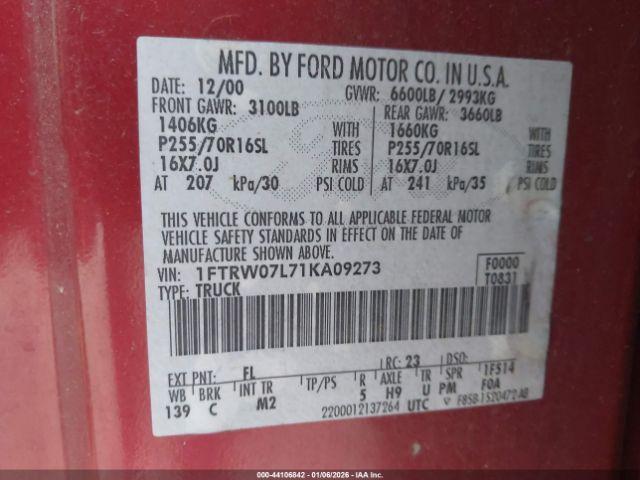 MFD. BY FORD MOTOR CO. IN U.S.A.
DATE: 12/00 GVWR: 6600LB/ 2993KG
FRONT GAWR: 3100LB REAR GAWR: 3660LB
1406KG WITH 1660KG WITH
P255/70R16SL TIRES P255/70R16SL TIRES
16X7.0J RIMS 16X7.0J RIMS
AT 207 kPa/30 PSI COLD AT 241 kPa/35 PSI COLD
THIS VEHICLE CONFORMS TO ALL APPLICABLE FEDERAL MOTOR
VEHICLE SAFETY STANDARDS IN EFFECT ON THE DATE OF
MANUFACTURE SHOWN ABOVE.
VIN: 1FTRW07L71KA09273 F0000
TYPE: TRUCK T0831
EXT PNT: FL RC: 23 DSO:
WB BRK INT TR TP/PS R AXLE TR SPR 1F514
139 C M2 5 H9 U PM F0A
2200012137264 UTC F85B-1520472-AB
000-44106842 - 01/06/2026 - IAAI.com